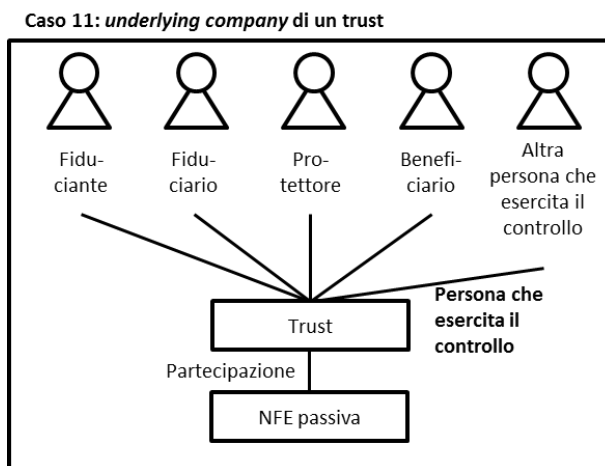 Caso 11: underlying company di un trust
Fidu-
ciante
Fidu-
ciario
Pro-
tettore
Benefi-
ciario
Altra
persona che
esercita il
controllo
Persona che
esercita il
controllo
Trust
Partecipazione
NFE passiva